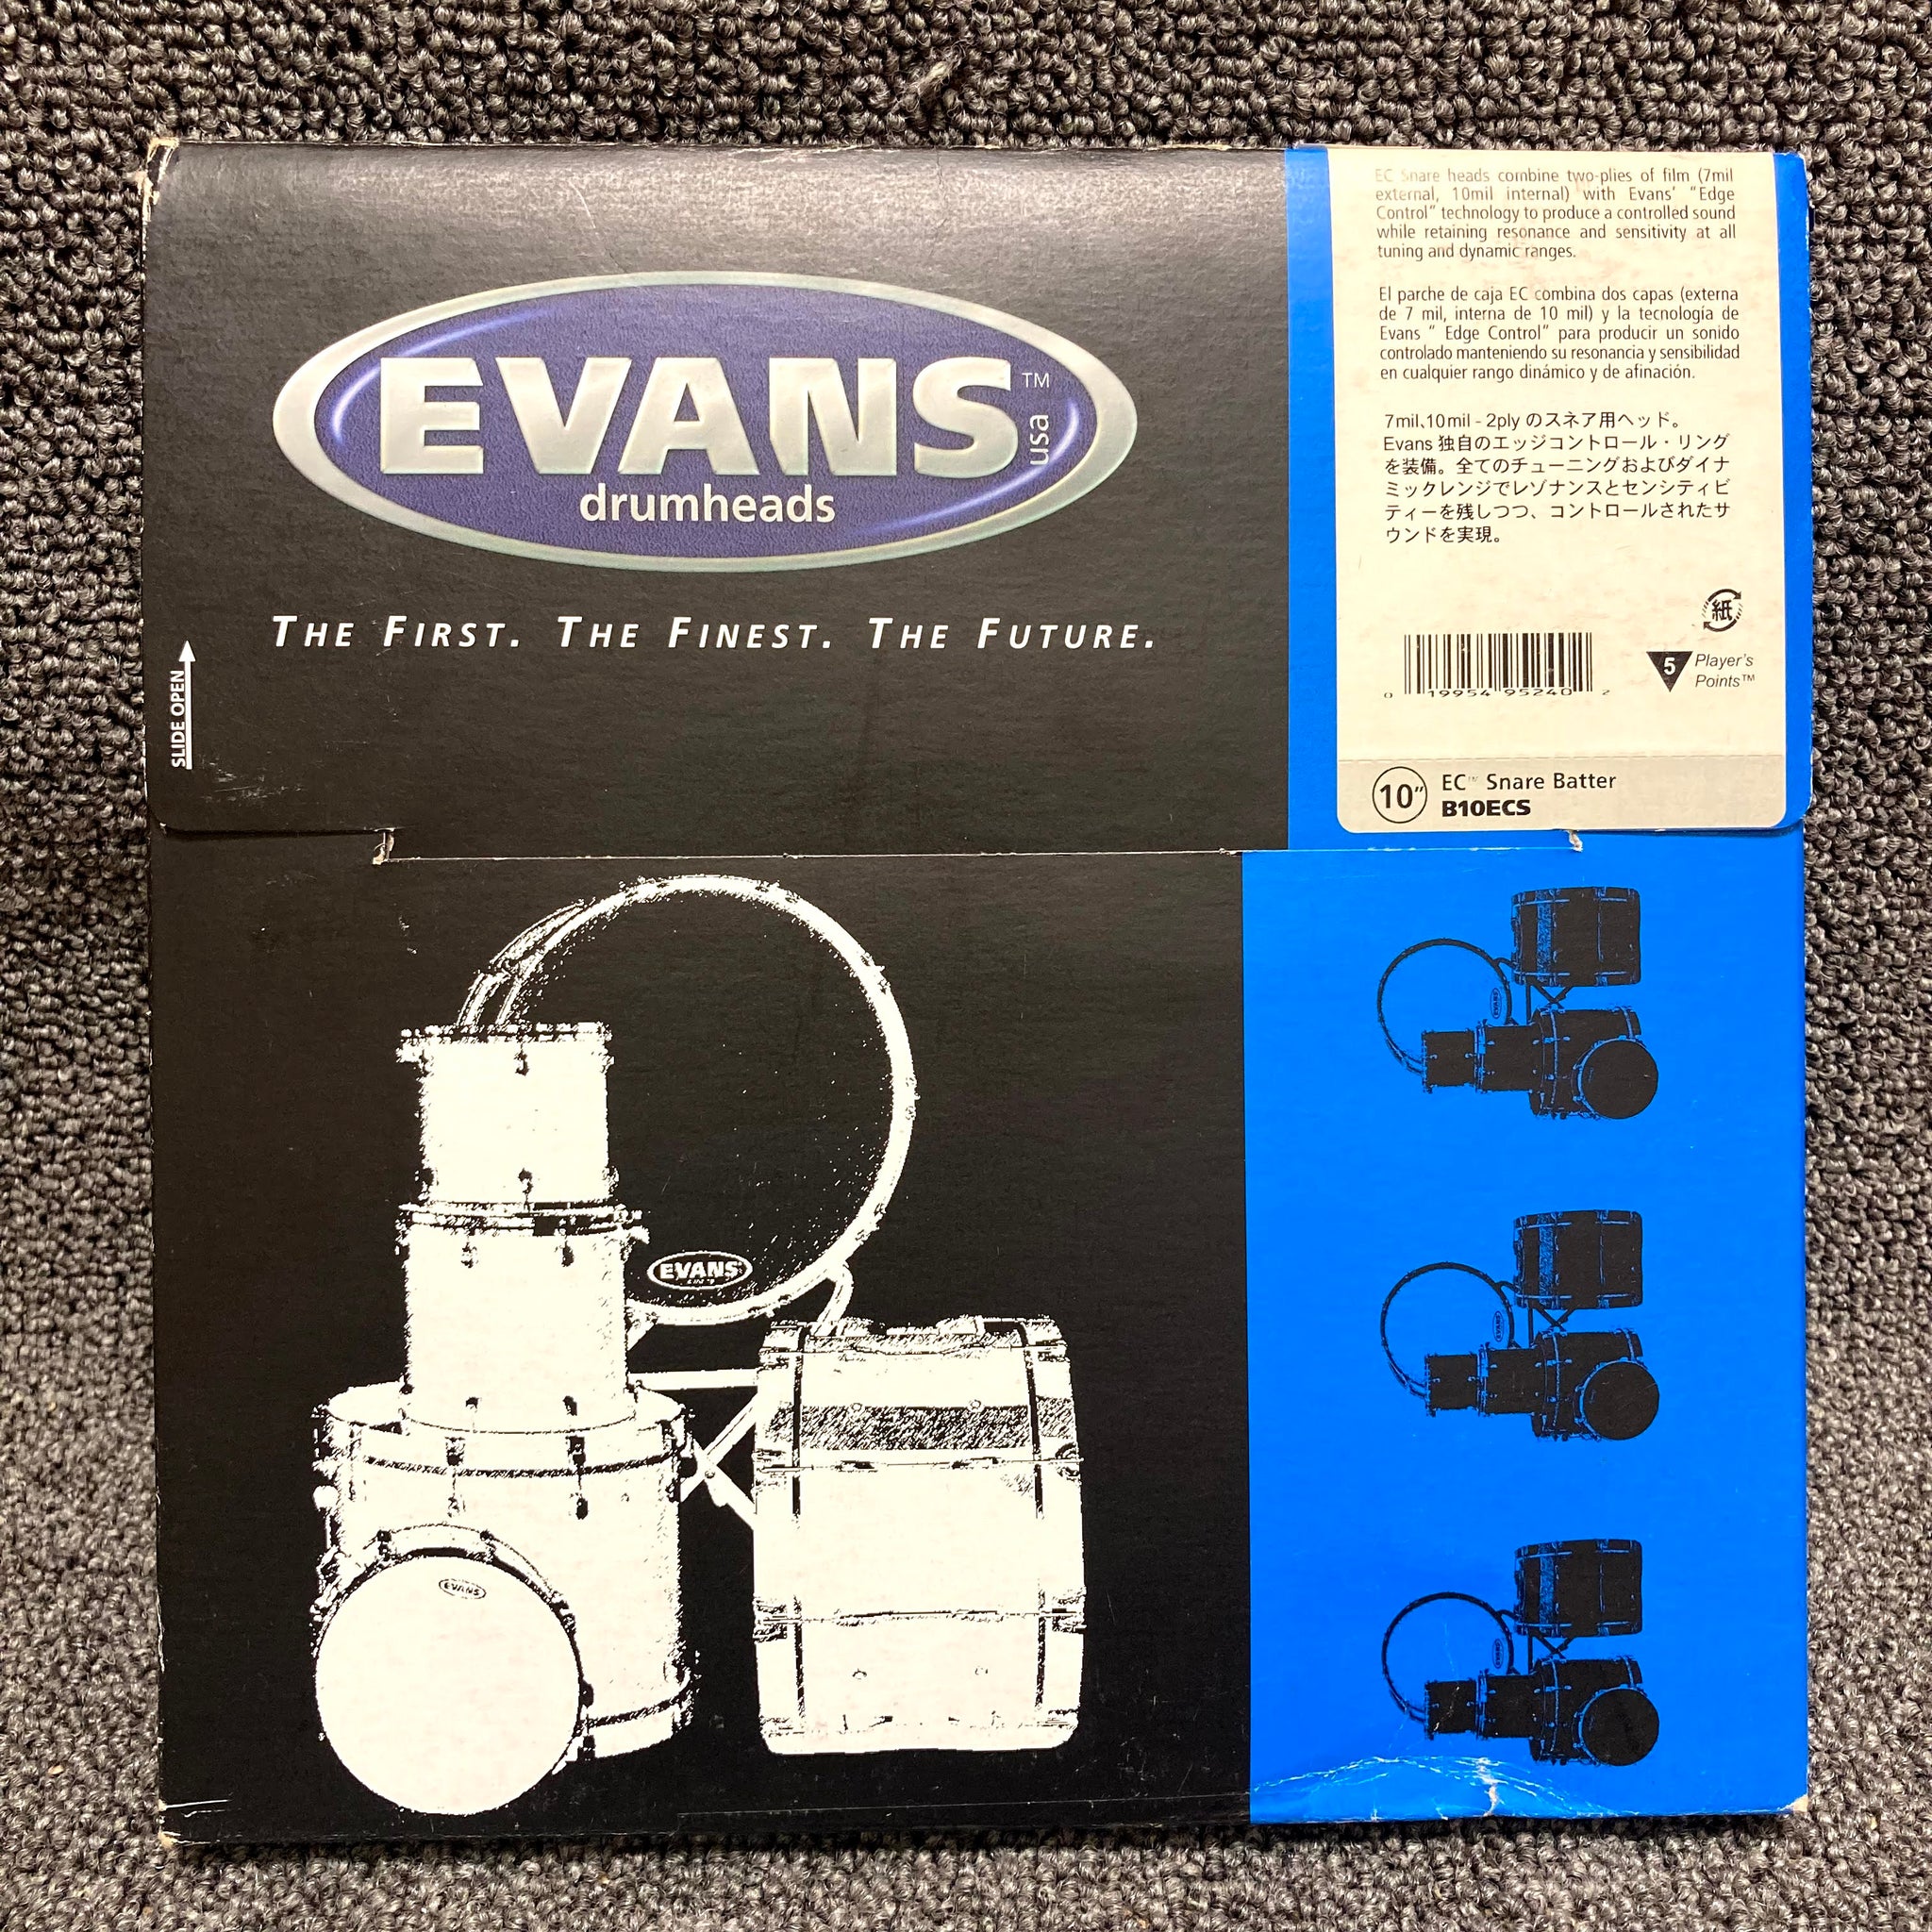 EVANS™
usa
drumheads
THE FIRST. THE FINEST. THE FUTURE.
SLIDE OPEN
EC Snare heads combine two-plies of film (7mil
external, 10mil internal) with Evans' "Edge
Control" technology to produce a controlled sound
while retaining resonance and sensitivity at all
tuning and dynamic ranges.
El parche de caja EC combina dos capas (externa
de 7 mil, interna de 10 mil) y la tecnología de
Evans " Edge Control" para producir un sonido
controlado manteniendo su resonancia y sensibilidad
en cualquier rango dinámico y de afinación.
7mil、10mil - 2ply のスネア用ヘッド。
Evans 独自のエッジコントロール・リング
を装備。全てのチューニングおよびダイナ
ミックレンジでレゾナンスとセンシティビ
ティーを残しつつ、コントロールされたサ
ウンドを実現。
紙
0 19954 95240 2
5 Player's
Points™
10" EC™ Snare Batter
B10ECS
EVANS
EVANS
EVANS
EVANS
EVANS